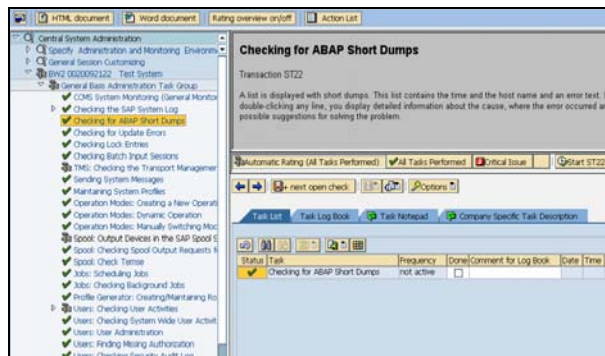 HTML document Word document Rating overview on/off Action List
Central System Administration
Specify Administration and Monitoring Environme
General Session Customizing
BW2 0020092122 Test System
General Basis Administration Task Group
CCMS System Monitoring (General Monitor
Checking the SAP System Log
Checking for ABAP Short Dumps
Checking for Update Errors
Checking Lock Entries
Checking Batch Input Sessions
TMS: Checking the Transport Managemer
Sending System Messages
Maintaining System Profiles
Operation Modes: Creating a New Operati
Operation Modes: Dynamic Operation
Operation Modes: Manually Switching Moc
Spool: Output Devices in the SAP Spool S
Spool: Checking Spool Output Requests f
Spool: Check Temse
Jobs: Scheduling Jobs
Jobs: Checking Background Jobs
Profile Generator: Creating/Maintaining Ro
Users: Checking User Activities
Users: Checking System Wide User Activit
Users: User Administration
Users: Finding Missing Authorization
Users: Checking Security Audit Log
Checking for ABAP Short Dumps
Transaction ST22
A list is displayed with short dumps. This list contains the time and the host name and an error text.
double-clicking any line, you display detailed information about the cause, where the error occurred a
possible suggestions for solving the problem.
Automatic Rating (All Tasks Performed) All Tasks Performed Critical Issue Start ST22
next open check Options
Task List Task Log Book Task Notepad Company Specific Task Description
Status Task Frequency Done Comment for Log Book Date Time
Checking for ABAP Short Dumps not active